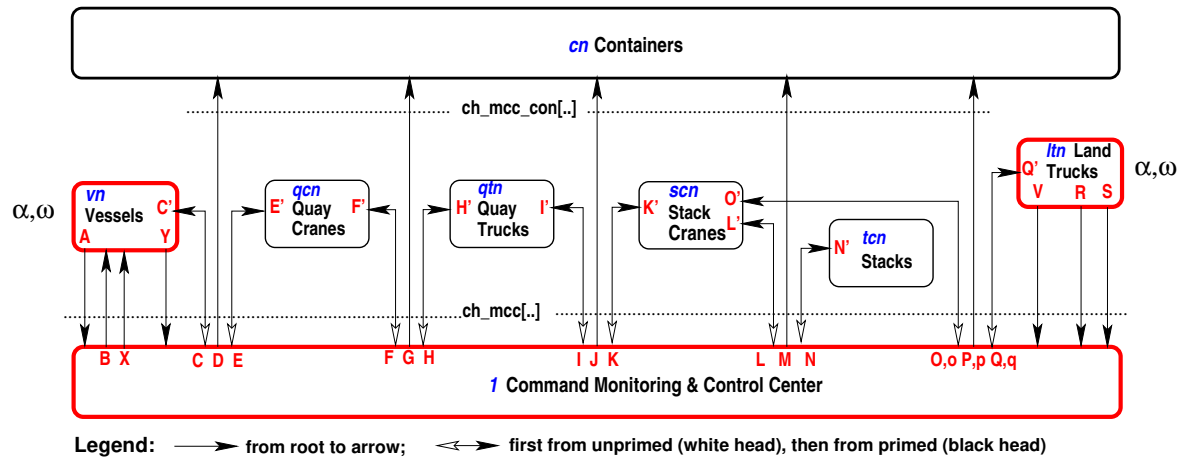 cn Containers
ch_mcc_con[..]
α,ω
vn
Vessels
C'
A
Y
qcn
E' Quay F'
Cranes
qtn
H' Quay I'
Trucks
scn
K' Stack O'
Cranes L'
tcn
N' Stacks
ltn Land
Q' Trucks
V R S
α,ω
ch_mcc[..]
B X C D E F G H I J K L M N O,o P,p Q,q
1 Command Monitoring & Control Center
Legend: from root to arrow; first from unprimed (white head), then from primed (black head)